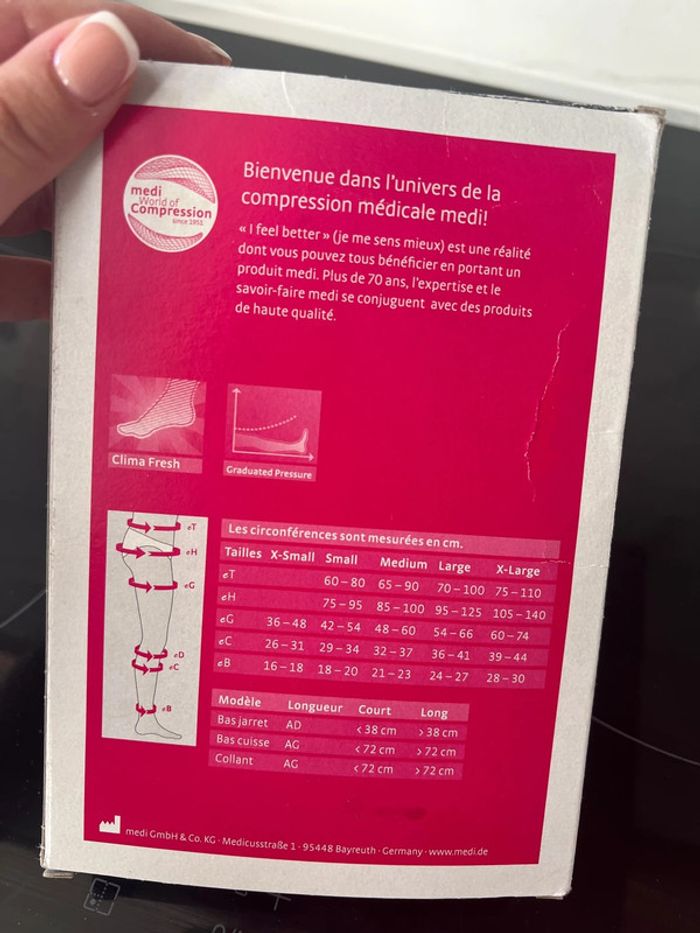 medi
World of
Compression
since 1951
Bienvenue dans l'univers de la
compression médicale medi!
« I feel better » (je me sens mieux) est une réalité
dont vous pouvez tous bénéficier en portant un
produit medi. Plus de 70 ans, l'expertise et le
savoir-faire medi se conjuguent avec des produits
de haute qualité.
Clima Fresh
Graduated Pressure
cT
cH
cG
cD
cC
cB
Les circonférences sont mesurées en cm.
Tailles X-Small Small Medium Large X-Large
cT 60–80 65–90 70–100 75–110
cH 75–95 85–100 95–125 105–140
cG 36–48 42–54 48–60 54–66 60–74
cC 26–31 29–34 32–37 36–41 39–44
cB 16–18 18–20 21–23 24–27 28–30
Modèle Longueur Court Long
Bas jarret AD < 38 cm > 38 cm
Bas cuisse AG < 72 cm > 72 cm
Collant AG < 72 cm > 72 cm
medi GmbH & Co. KG · Medicusstraße 1 · 95448 Bayreuth · Germany · www.medi.de